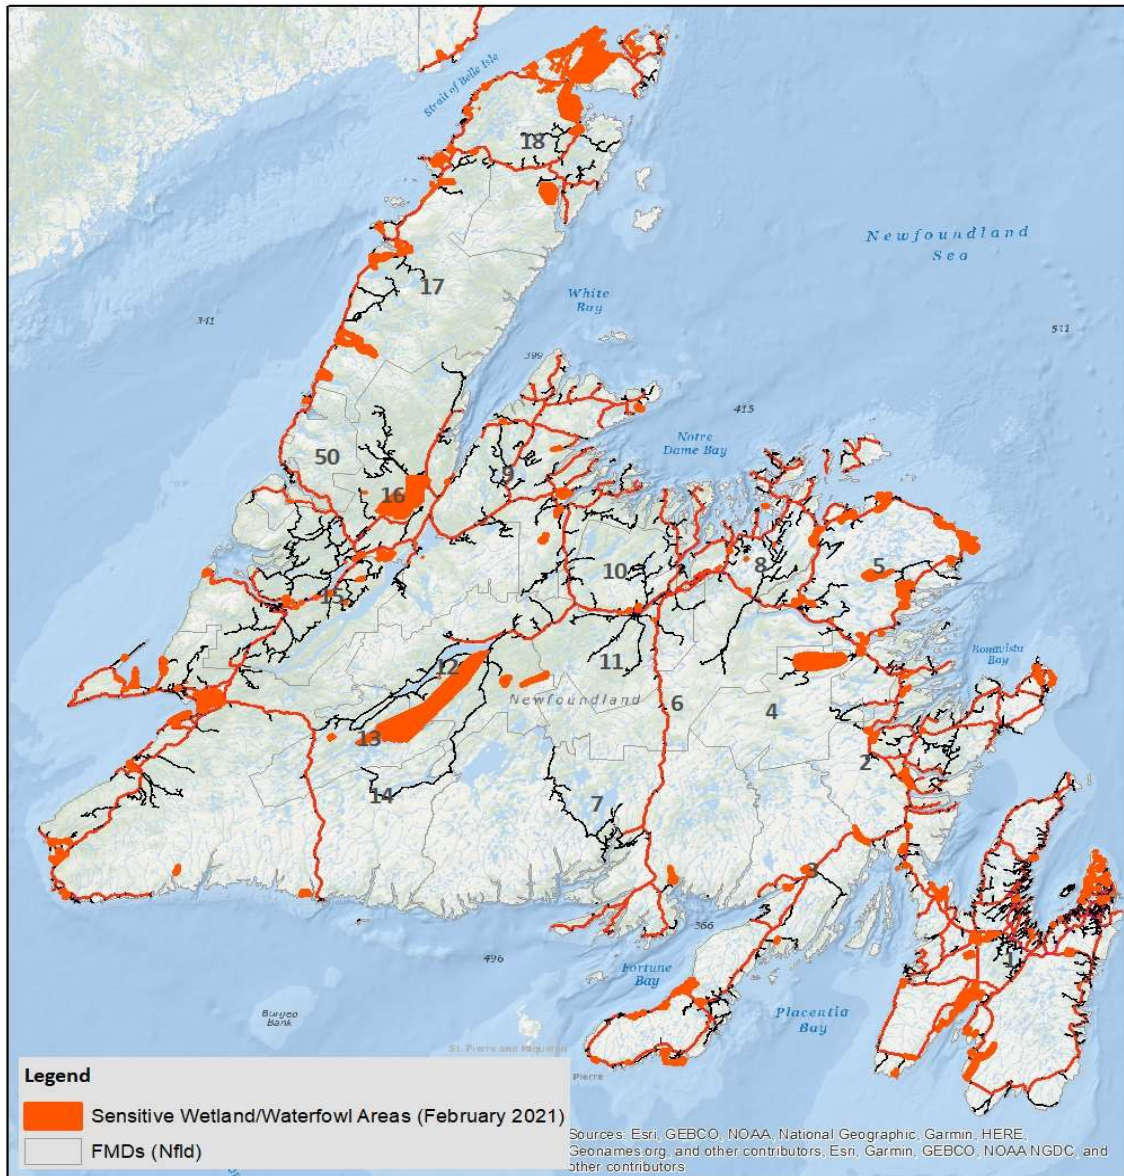 Strait of Belle Isle
18
Newfoundland
Sea
17
White
Bay
341
511
399
415
Notre
Dame Bay
50
9
16
10
8
5
15
12
11
Bonavista
Bay
Newfoundland
6
4
13
2
14
7
3
366
496
Fortune
Bay
1
Placentia
Bay
Burgeo
Bank
St. Pierre and Miquelon
Pierre
Legend
Sensitive Wetland/Waterfowl Areas (February 2021)
FMDs (Nfld)
Sources: Esri, GEBCO, NOAA, National Geographic, Garmin, HERE,
Geonames.org, and other contributors, Esri, Garmin, GEBCO, NOAA NGDC, and
other contributors